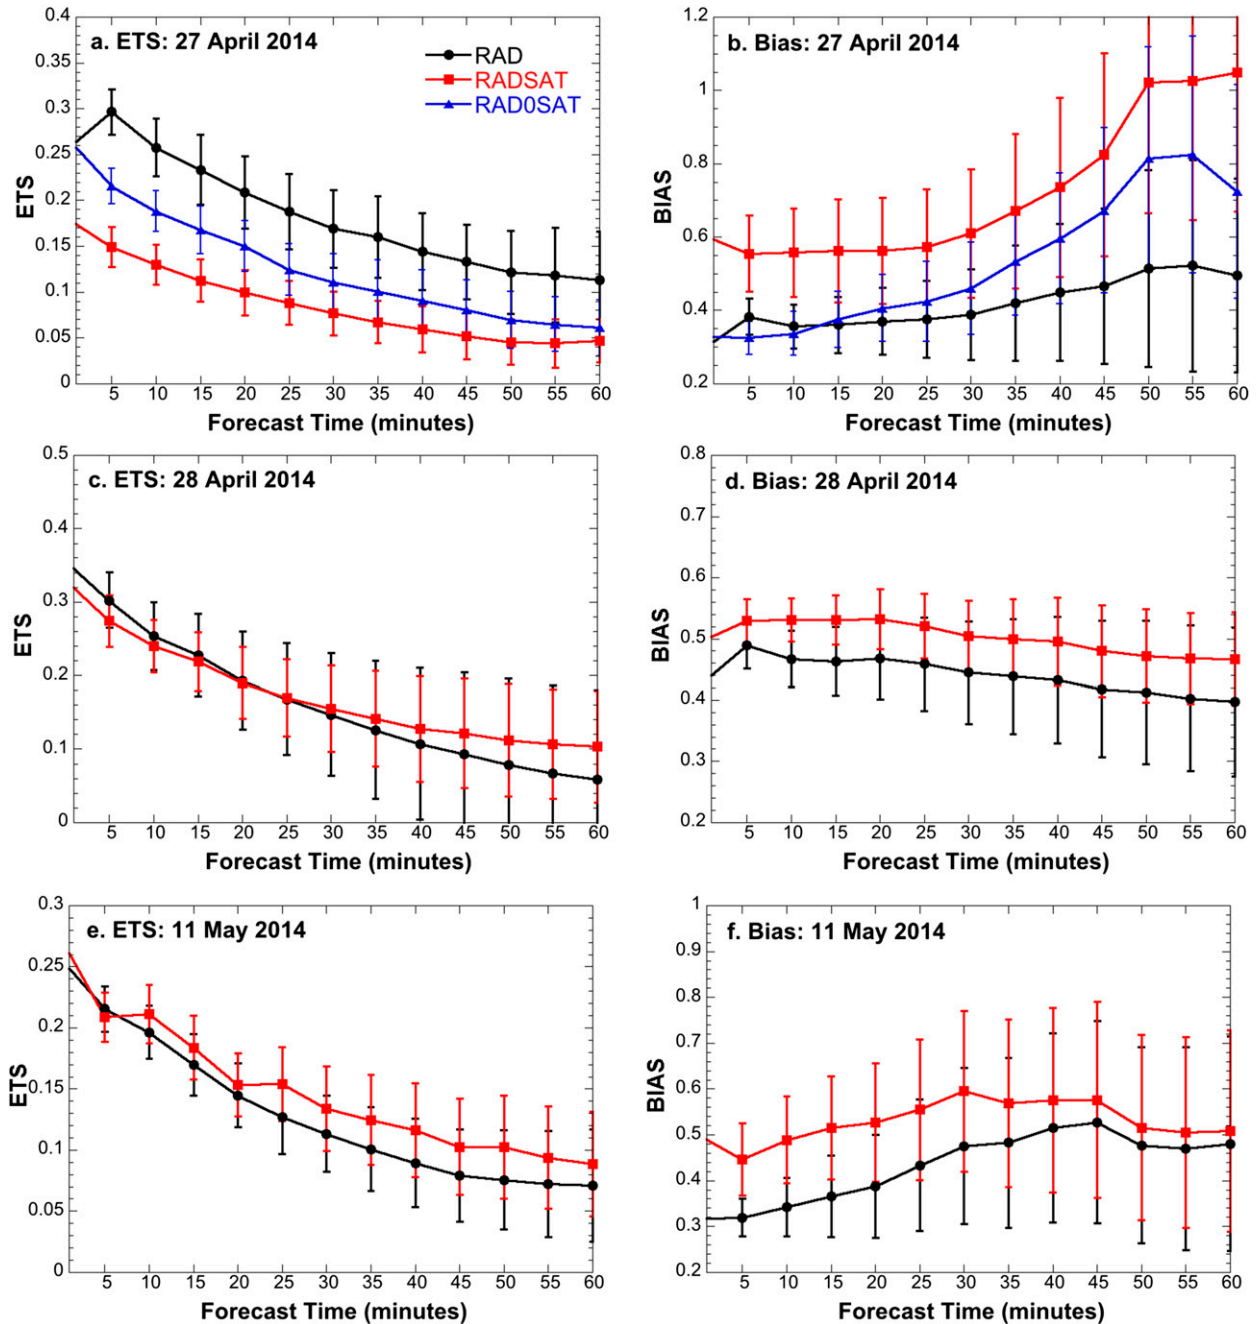 a. ETS: 27 April 2014
RAD
RADSAT
RAD0SAT
ETS
0.4
0.35
0.3
0.25
0.2
0.15
0.1
0.05
0
5 10 15 20 25 30 35 40 45 50 55 60
Forecast Time (minutes)
b. Bias: 27 April 2014
BIAS
1.2
1
0.8
0.6
0.4
0.2
5 10 15 20 25 30 35 40 45 50 55 60
Forecast Time (minutes)
c. ETS: 28 April 2014
ETS
0.5
0.4
0.3
0.2
0.1
0
5 10 15 20 25 30 35 40 45 50 55 60
Forecast Time (minutes)
d. Bias: 28 April 2014
BIAS
0.8
0.7
0.6
0.5
0.4
0.3
0.2
5 10 15 20 25 30 35 40 45 50 55 60
Forecast Time (minutes)
e. ETS: 11 May 2014
ETS
0.3
0.25
0.2
0.15
0.1
0.05
0
5 10 15 20 25 30 35 40 45 50 55 60
Forecast Time (minutes)
f. Bias: 11 May 2014
BIAS
1
0.9
0.8
0.7
0.6
0.5
0.4
0.3
0.2
5 10 15 20 25 30 35 40 45 50 55 60
Forecast Time (minutes)